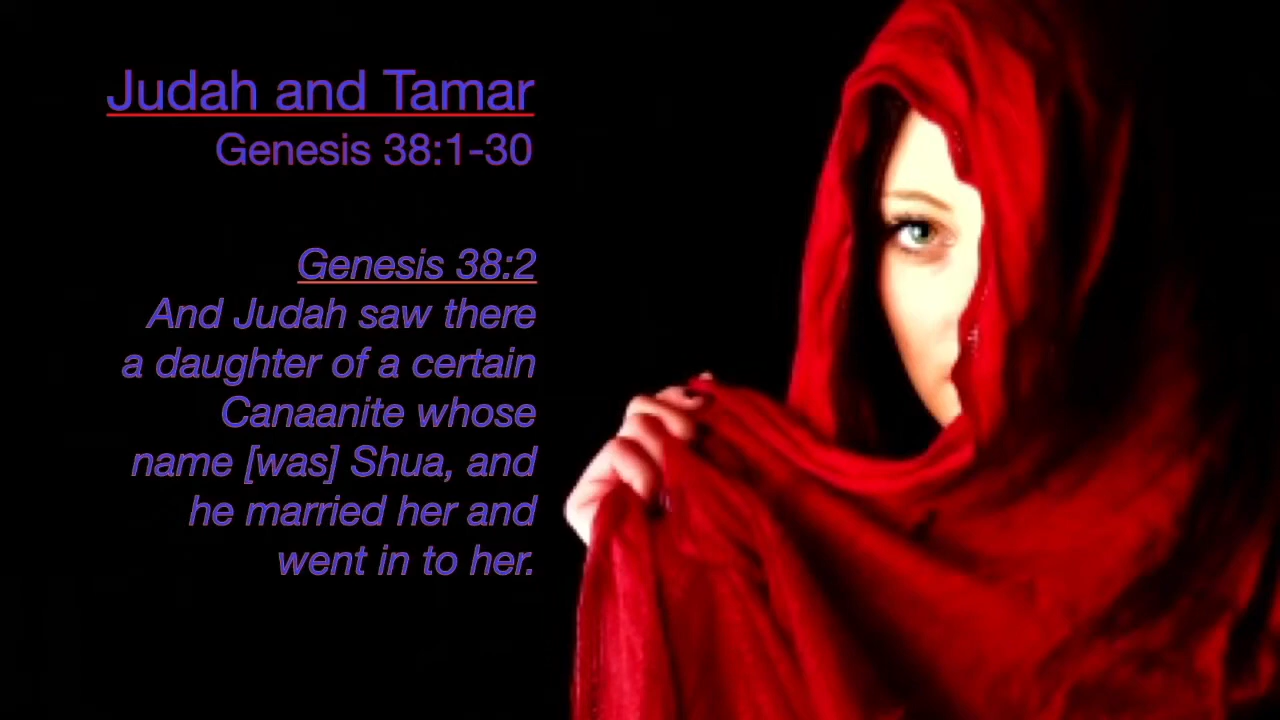 Judah and Tamar
Genesis 38:1-30
Genesis 38:2
And Judah saw there
a daughter of a certain
Canaanite whose
name [was] Shua, and
he married her and
went in to her.